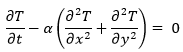 ∂T/∂t − α(∂²T/∂x² + ∂²T/∂y²) = 0